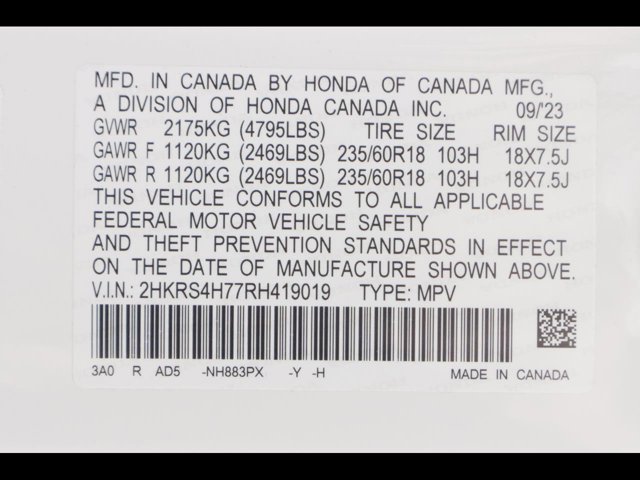 MFD. IN CANADA BY HONDA OF CANADA MFG.,
A DIVISION OF HONDA CANADA INC. 09/'23
GVWR 2175KG (4795LBS) TIRE SIZE RIM SIZE
GAWR F 1120KG (2469LBS) 235/60R18 103H 18X7.5J
GAWR R 1120KG (2469LBS) 235/60R18 103H 18X7.5J
THIS VEHICLE CONFORMS TO ALL APPLICABLE
FEDERAL MOTOR VEHICLE SAFETY
AND THEFT PREVENTION STANDARDS IN EFFECT
ON THE DATE OF MANUFACTURE SHOWN ABOVE.
V.I.N.: 2HKRS4H77RH419019 TYPE: MPV
3A0 R AD5 -NH883PX -Y -H MADE IN CANADA